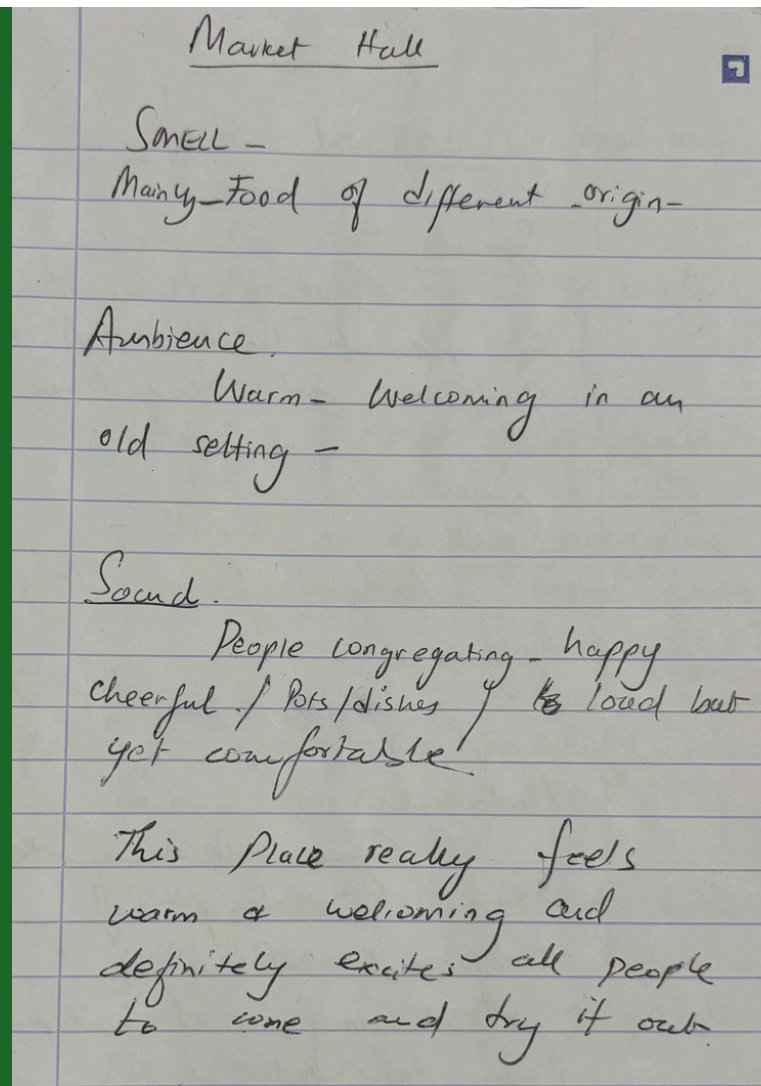 Market Hall
SMELL -
Mainly Food of different origin -
Ambience.
Warm - Welcoming in an
old setting -
Sound.
People congregating - happy
cheerful / Pots/dishes / loud but
yet comfortable
This Place really feels
warm & welcoming and
definitely excites all people
to come and try it out